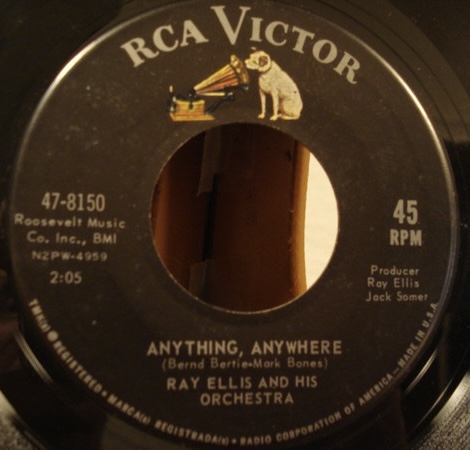 RCA VICTOR
47-8150
Roosevelt Music
Co. Inc., BMI
N2PW-4959
2:05
45
RPM
Producer
Ray Ellis
Jack Somer
ANYTHING, ANYWHERE
(Bernd Bertie•Mark Bones)
RAY ELLIS AND HIS
ORCHESTRA
TMK(s) ® REGISTERED • MARCA(s) REGISTRADA(s) • RADIO CORPORATION OF AMERICA—MADE IN U.S.A.